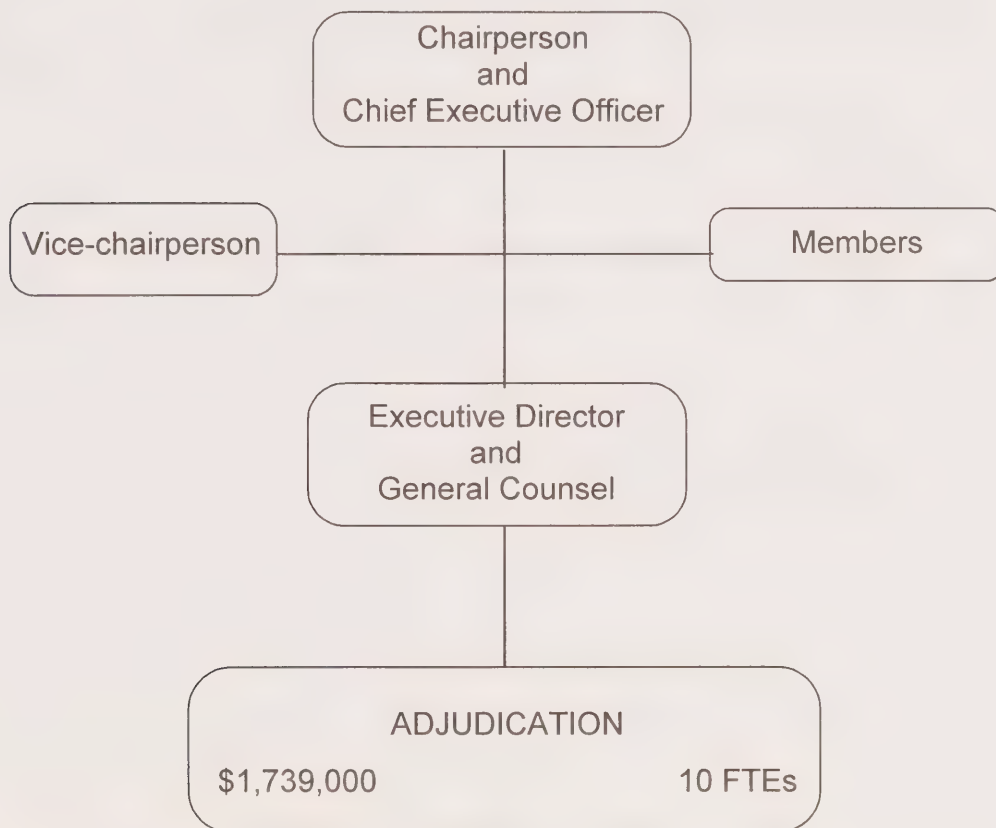 Chairperson
and
Chief Executive Officer
Vice-chairperson
Members
Executive Director
and
General Counsel
ADJUDICATION
$1,739,000 10 FTEs